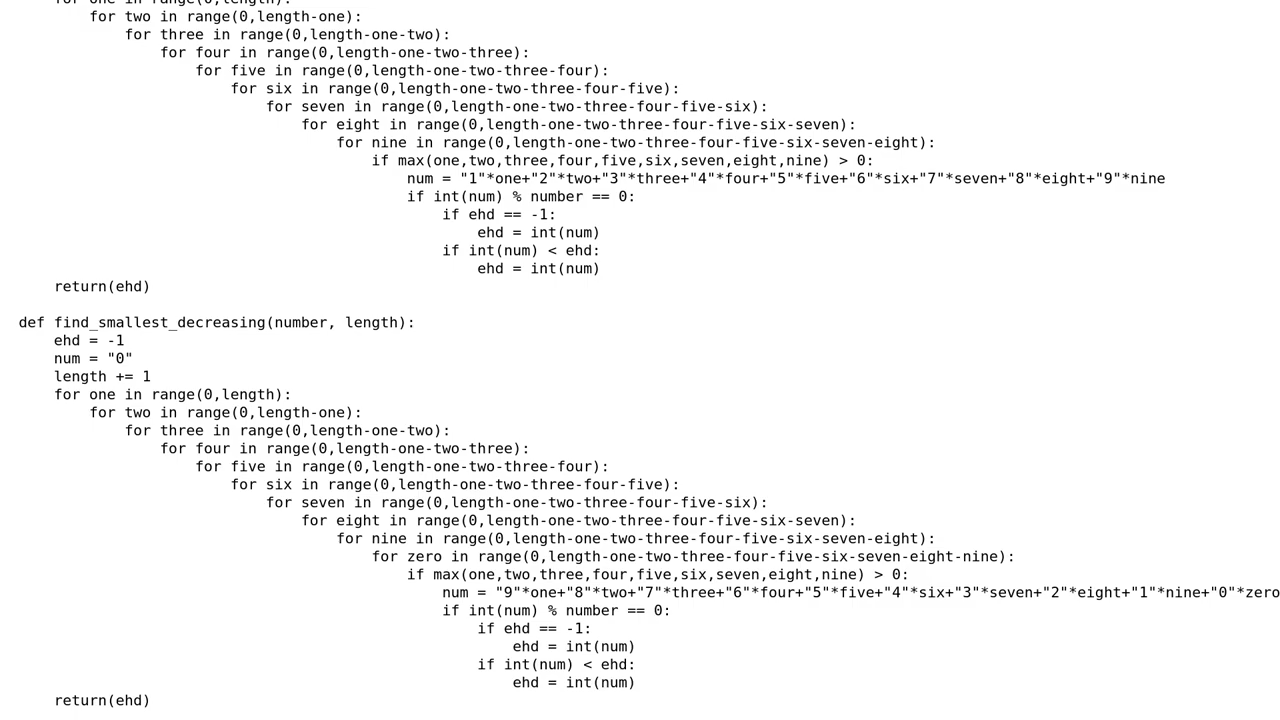 for one in range(0,length):
for two in range(0,length-one):
for three in range(0,length-one-two):
for four in range(0,length-one-two-three):
for five in range(0,length-one-two-three-four):
for six in range(0,length-one-two-three-four-five):
for seven in range(0,length-one-two-three-four-five-six):
for eight in range(0,length-one-two-three-four-five-six-seven):
for nine in range(0,length-one-two-three-four-five-six-seven-eight):
if max(one,two,three,four,five,six,seven,eight,nine) > 0:
num = "1"*one+"2"*two+"3"*three+"4"*four+"5"*five+"6"*six+"7"*seven+"8"*eight+"9"*nine
if int(num) % number == 0:
if ehd == -1:
ehd = int(num)
if int(num) < ehd:
ehd = int(num)
return(ehd)
def find_smallest_decreasing(number, length):
ehd = -1
num = "0"
length += 1
for one in range(0,length):
for two in range(0,length-one):
for three in range(0,length-one-two):
for four in range(0,length-one-two-three):
for five in range(0,length-one-two-three-four):
for six in range(0,length-one-two-three-four-five):
for seven in range(0,length-one-two-three-four-five-six):
for eight in range(0,length-one-two-three-four-five-six-seven):
for nine in range(0,length-one-two-three-four-five-six-seven-eight):
for zero in range(0,length-one-two-three-four-five-six-seven-eight-nine):
if max(one,two,three,four,five,six,seven,eight,nine) > 0:
num = "9"*one+"8"*two+"7"*three+"6"*four+"5"*five+"4"*six+"3"*seven+"2"*eight+"1"*nine+"0"*zero
if int(num) % number == 0:
if ehd == -1:
ehd = int(num)
if int(num) < ehd:
ehd = int(num)
return(ehd)